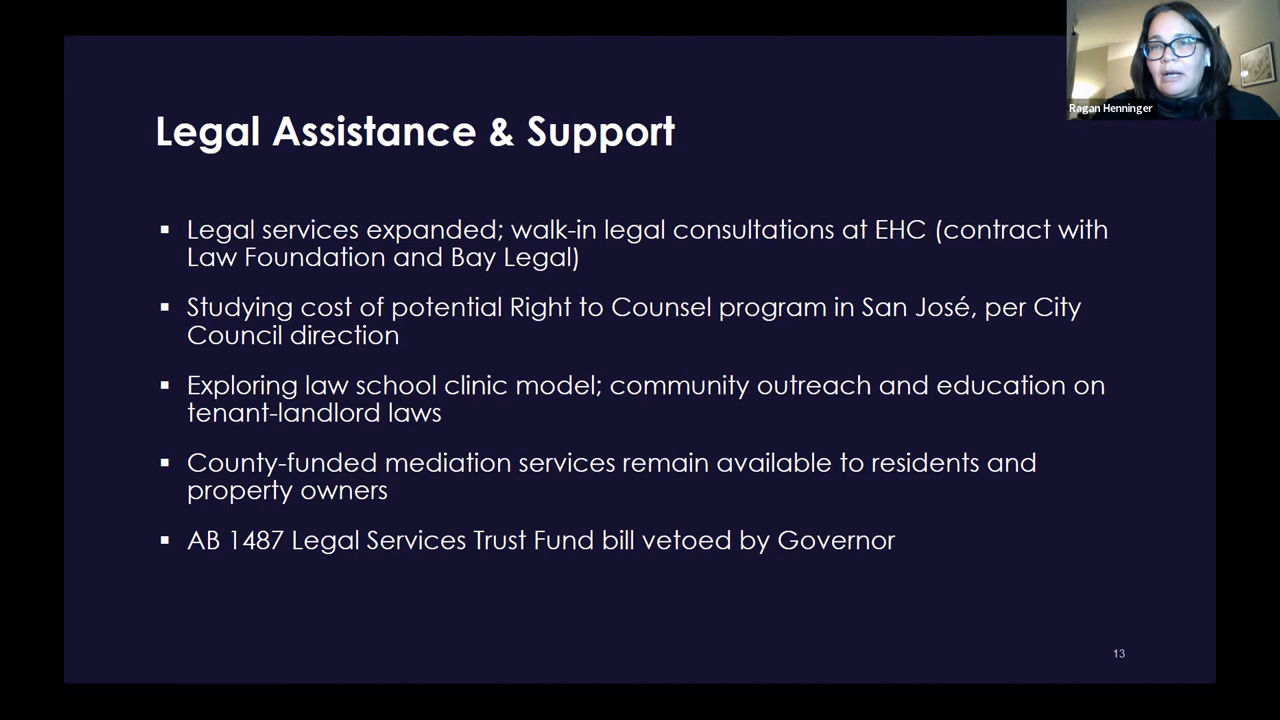 Ragan Henninger
Legal Assistance & Support
▪ Legal services expanded; walk-in legal consultations at EHC (contract with
Law Foundation and Bay Legal)
▪ Studying cost of potential Right to Counsel program in San José, per City
Council direction
▪ Exploring law school clinic model; community outreach and education on
tenant-landlord laws
▪ County-funded mediation services remain available to residents and
property owners
▪ AB 1487 Legal Services Trust Fund bill vetoed by Governor
13